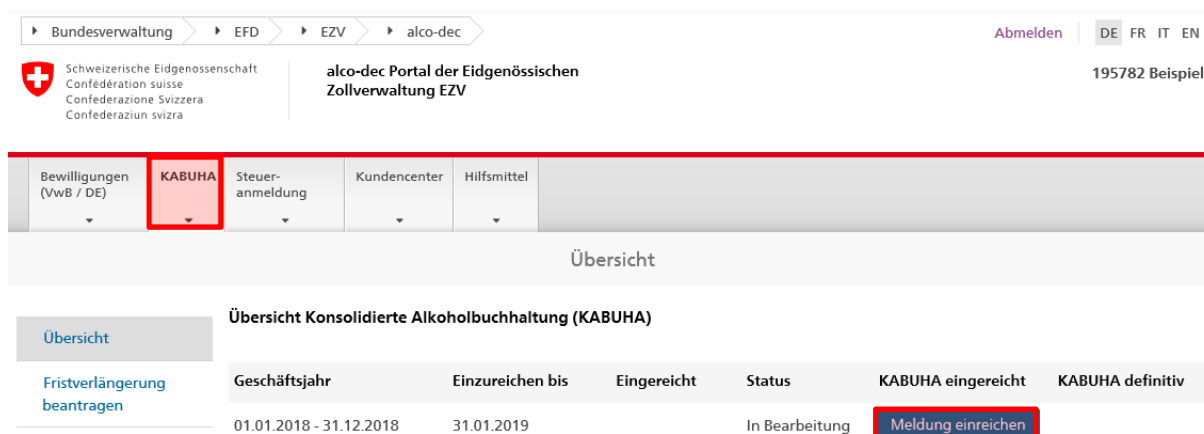 Bundesverwaltung EFD EZV alco-dec
Abmelden DE FR IT EN
Schweizerische Eidgenossenschaft
Confédération suisse
Confederazione Svizzera
Confederaziun svizra
alco-dec Portal der Eidgenössischen
Zollverwaltung EZV
195782 Beispiel
Bewilligungen
(VwB / DE)
KABUHA
Steuer-
anmeldung
Kundencenter
Hilfsmittel
Übersicht
Übersicht
Fristverlängerung
beantragen
Übersicht Konsolidierte Alkoholbuchhaltung (KABUHA)
Geschäftsjahr Einzureichen bis Eingereicht Status KABUHA eingereicht KABUHA definitiv
01.01.2018 - 31.12.2018 31.01.2019 In Bearbeitung Meldung einreichen